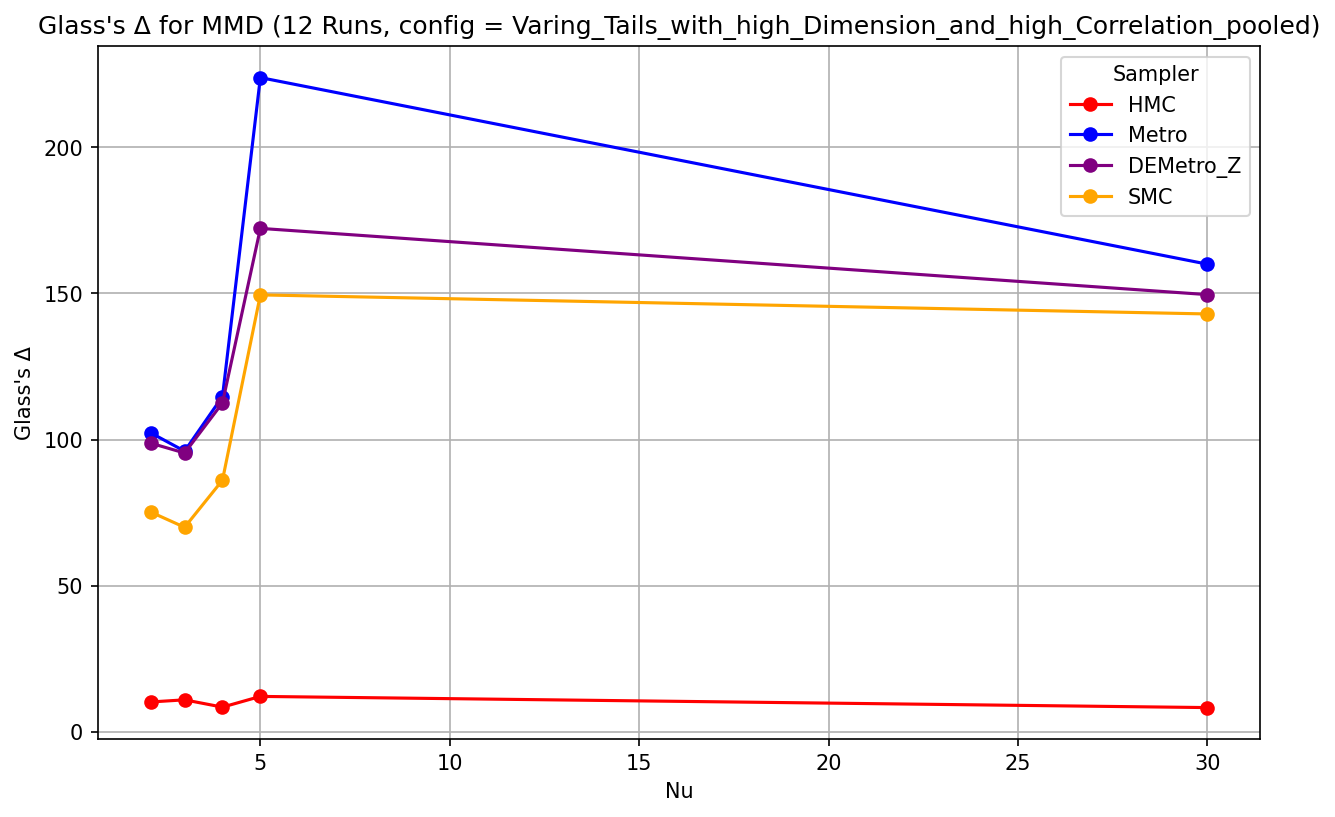 Glass's Δ for MMD (12 Runs, config = Varing_Tails_with_high_Dimension_and_high_Correlation_pooled)
Sampler
HMC
Metro
DEMetro_Z
SMC
Glass's Δ
200
150
100
50
0
5
10
15
20
25
30
Nu